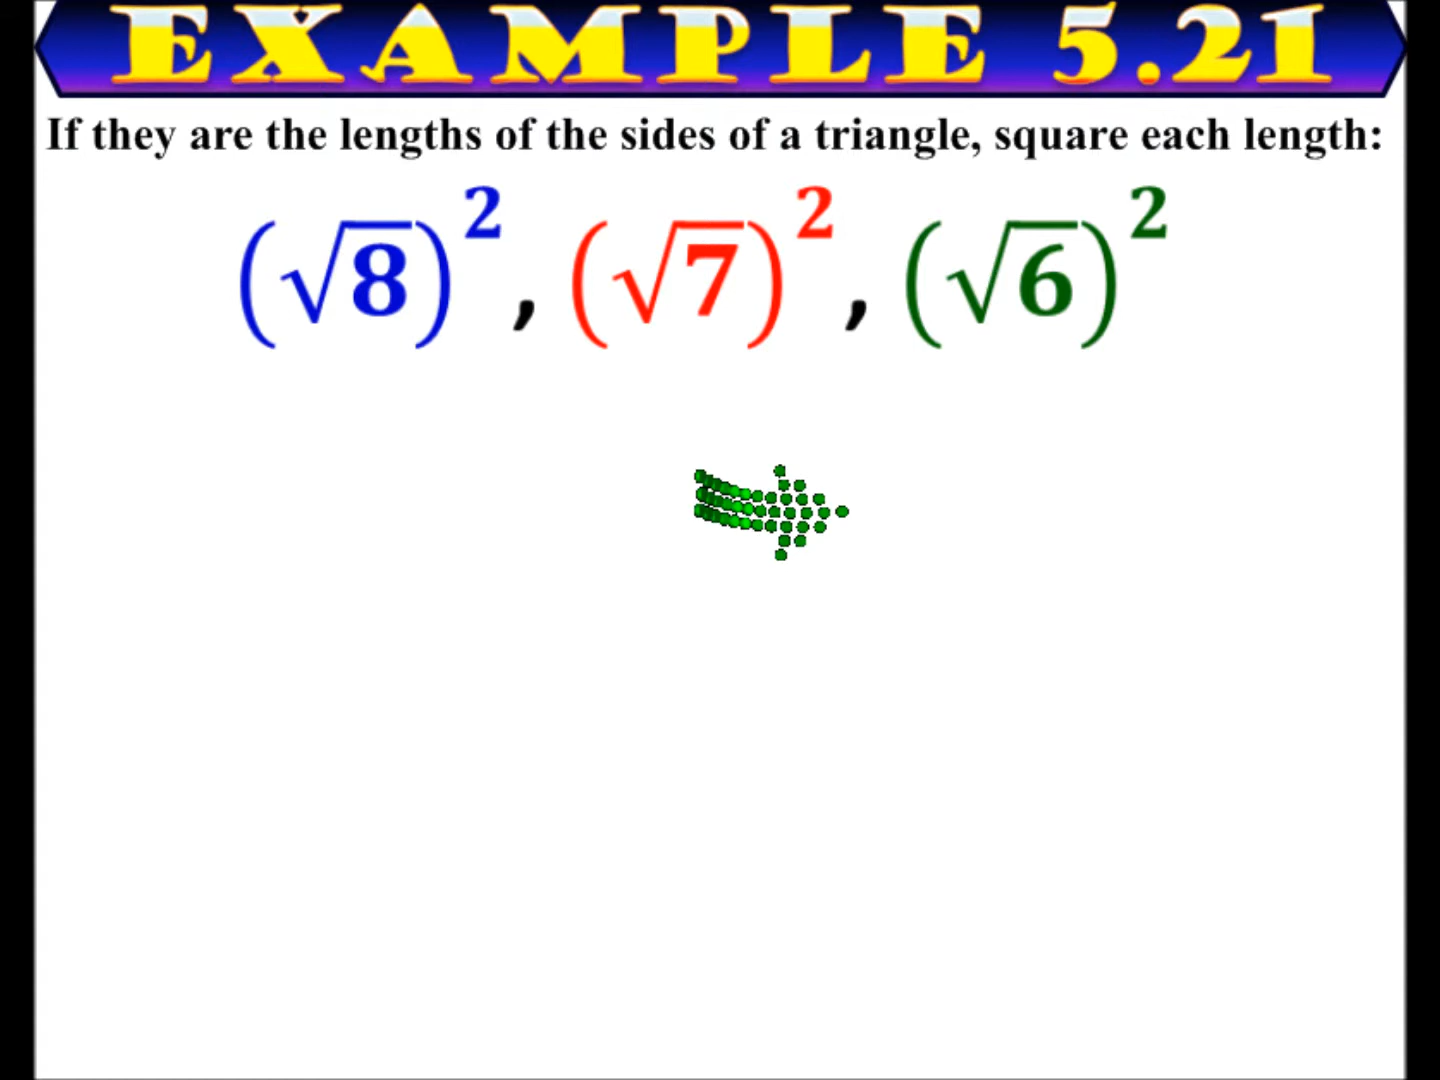 EXAMPLE 5.21
If they are the lengths of the sides of a triangle, square each length:
(√8)², (√7)², (√6)²